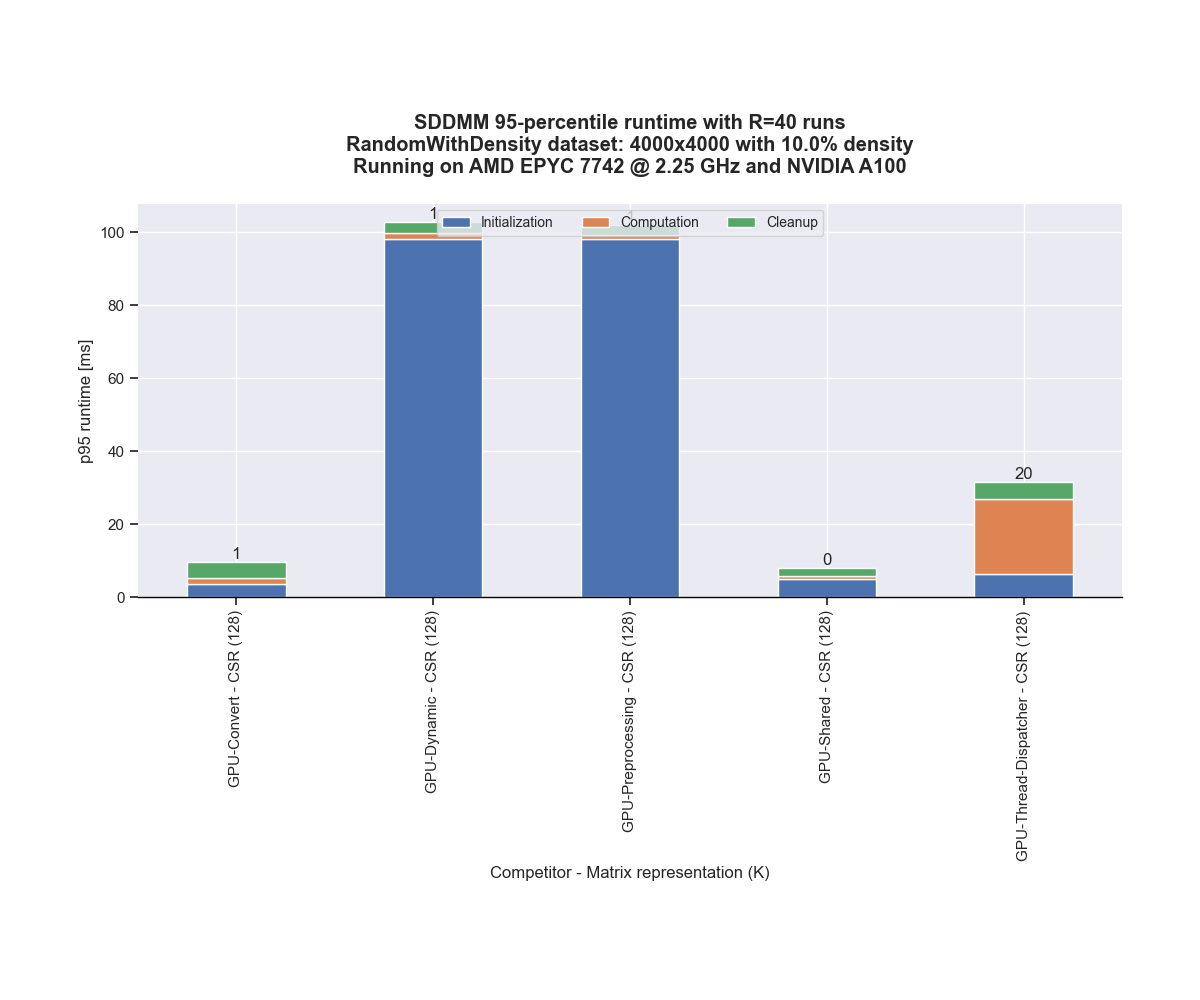 SDDMM 95-percentile runtime with R=40 runs
RandomWithDensity dataset: 4000x4000 with 10.0% density
Running on AMD EPYC 7742 @ 2.25 GHz and NVIDIA A100
Initialization
Computation
Cleanup
p95 runtime [ms]
100
80
60
40
20
0
1
1
0
20
GPU-Convert - CSR (128)
GPU-Dynamic - CSR (128)
GPU-Preprocessing - CSR (128)
GPU-Shared - CSR (128)
GPU-Thread-Dispatcher - CSR (128)
Competitor - Matrix representation (K)